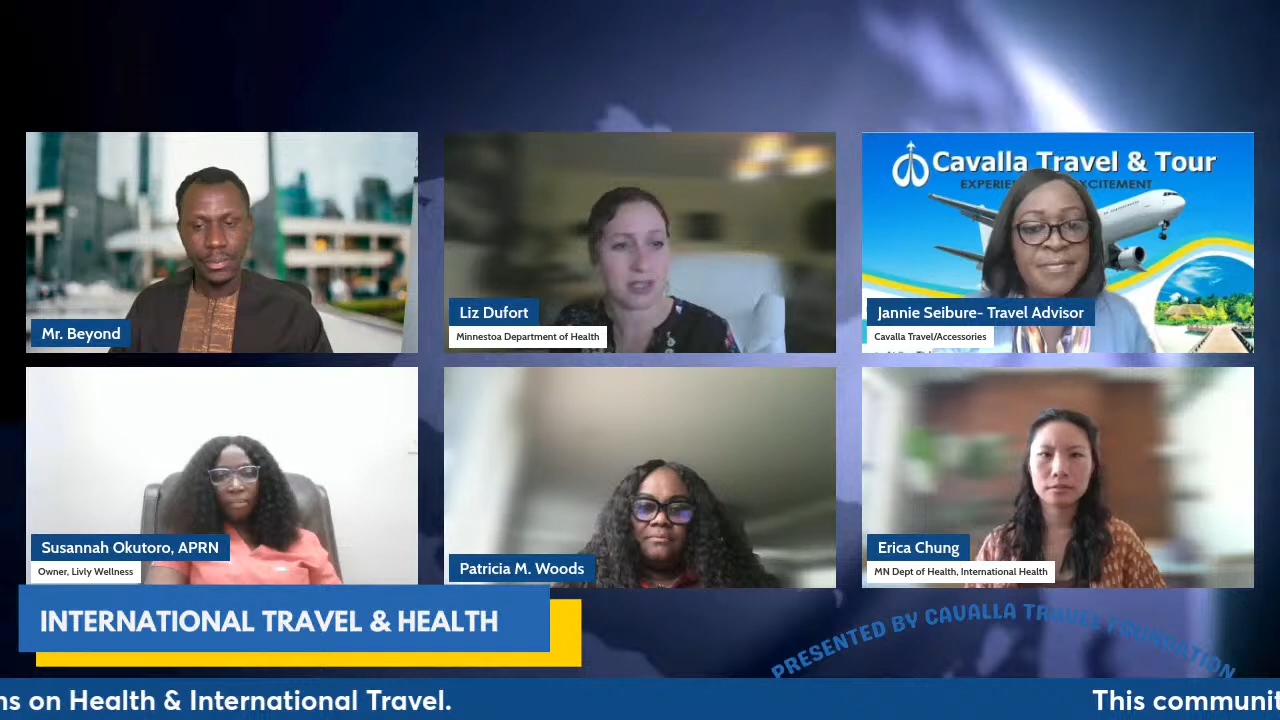 Cavalla Travel & Tour
Mr. Beyond
Liz Dufort
Minnestoa Department of Health
Jannie Seibure- Travel Advisor
Cavalla Travel/Accessories
Susannah Okutoro, APRN
Owner, Livly Wellness
Patricia M. Woods
Erica Chung
MN Dept of Health, International Health
INTERNATIONAL TRAVEL & HEALTH
PRESENTED BY CAVALLA TRAVEL FOUNDATION
ns on Health & International Travel.
This communit